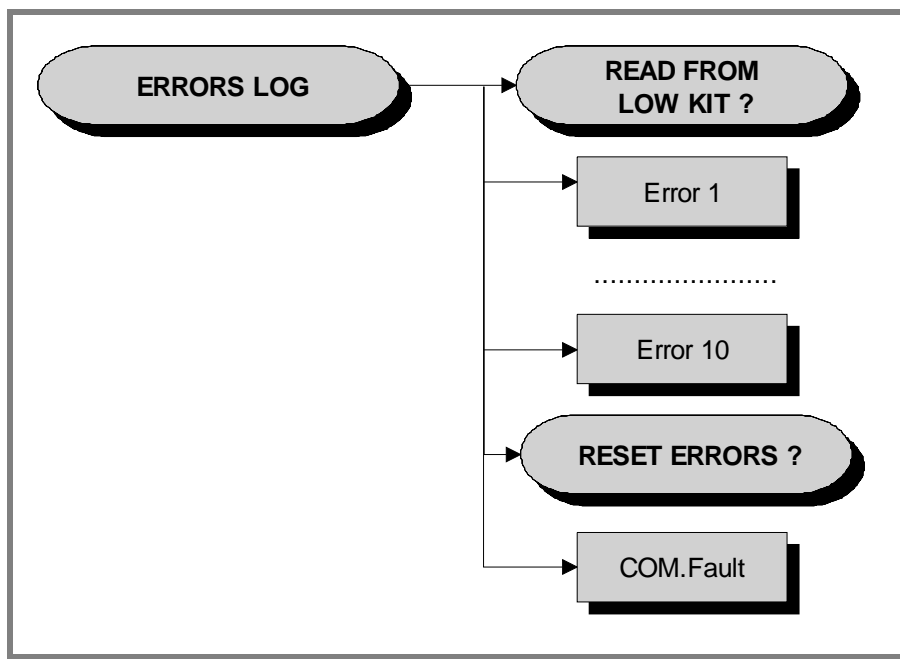 ERRORS LOG
READ FROM
LOW KIT ?
Error 1
.......................
Error 10
RESET ERRORS ?
COM.Fault